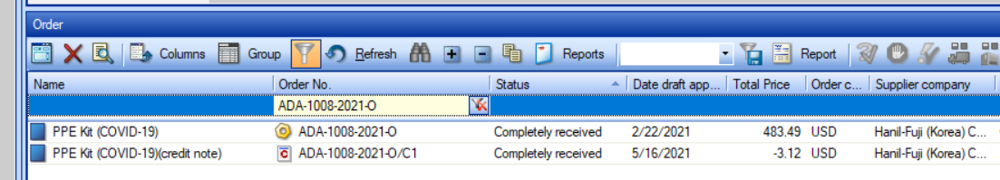 Order
Columns Group Refresh Reports Report
Name Order No. Status Date draft app... Total Price Order c... Supplier company
ADA-1008-2021-O
PPE Kit (COVID-19) ADA-1008-2021-O Completely received 2/22/2021 483.49 USD Hanil-Fuji (Korea) C...
PPE Kit (COVID-19)(credit note) ADA-1008-2021-O/C1 Completely received 5/16/2021 -3.12 USD Hanil-Fuji (Korea) C...